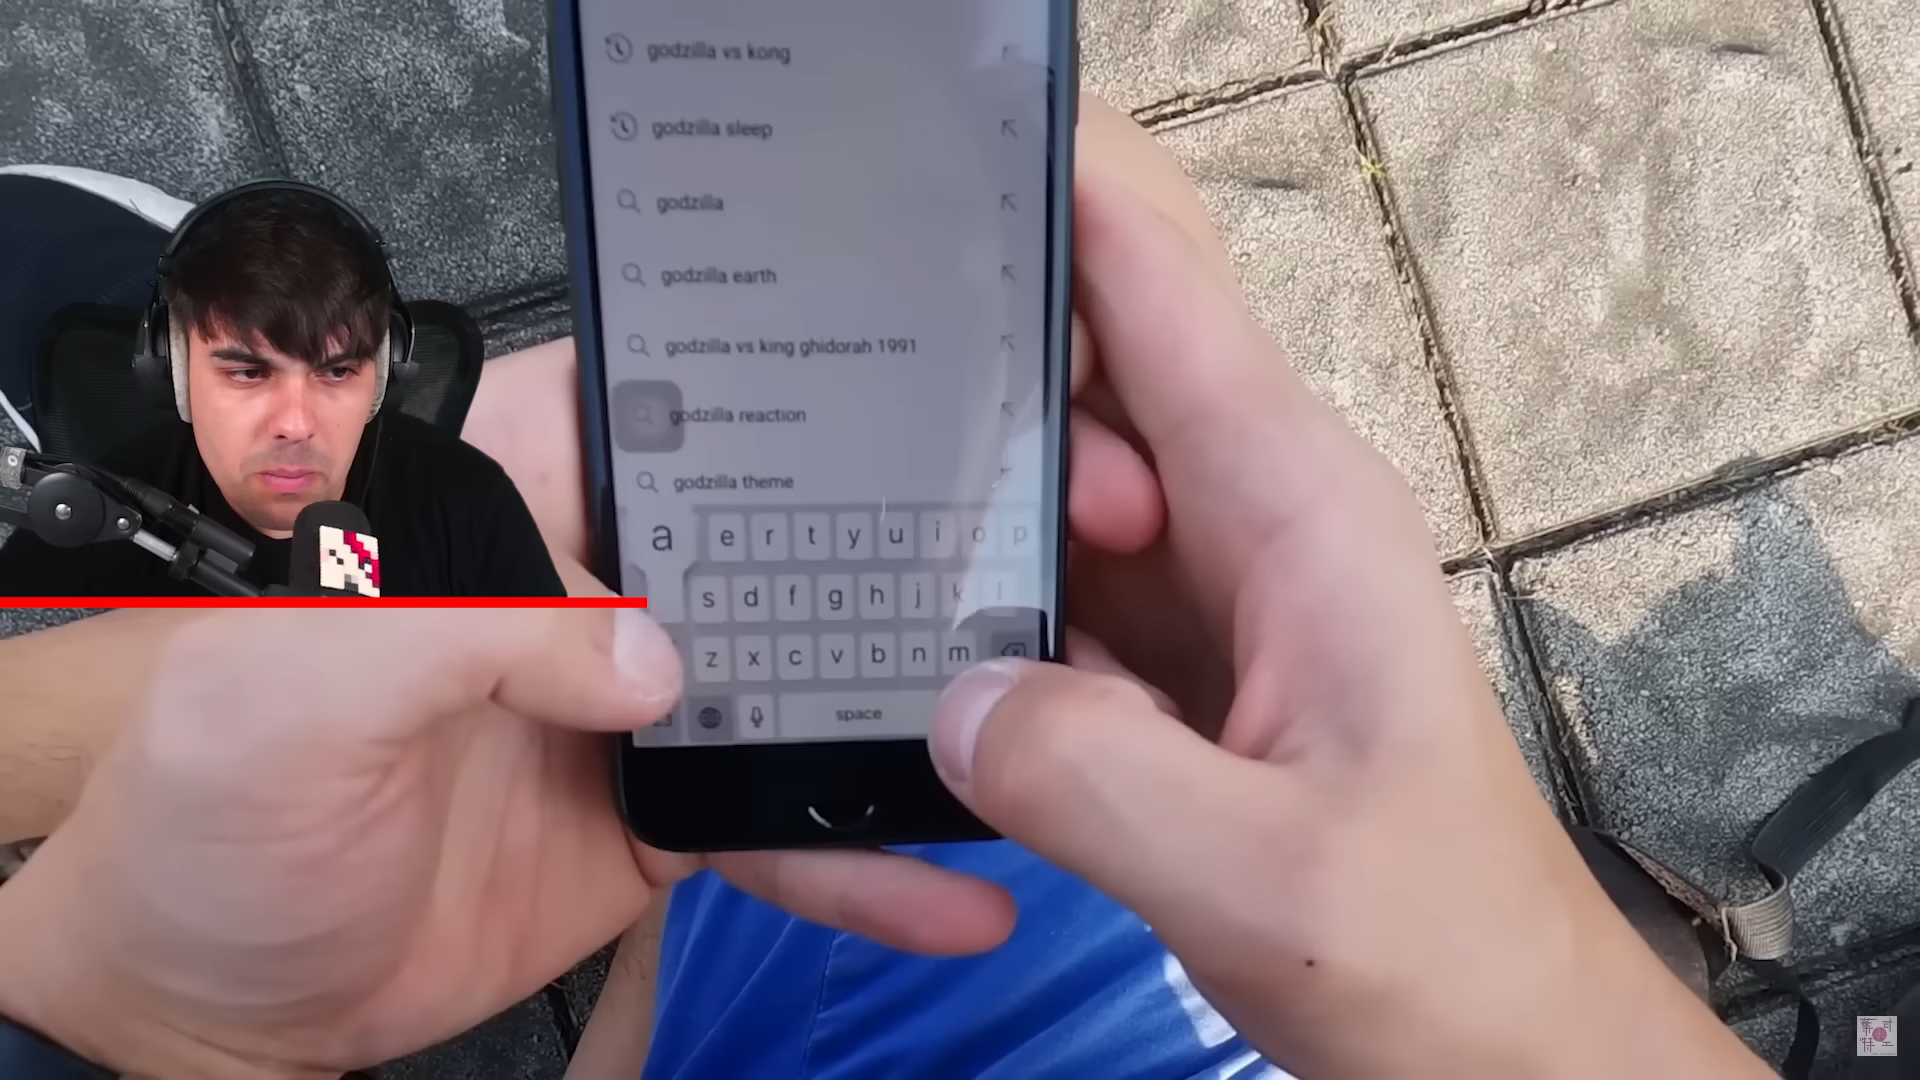 godzilla vs kong
godzilla sleep
godzilla
godzilla earth
godzilla vs king ghidorah 1991
godzilla reaction
godzilla theme
a e r t y u i o p
s d f g h j k l
z x c v b n m
space